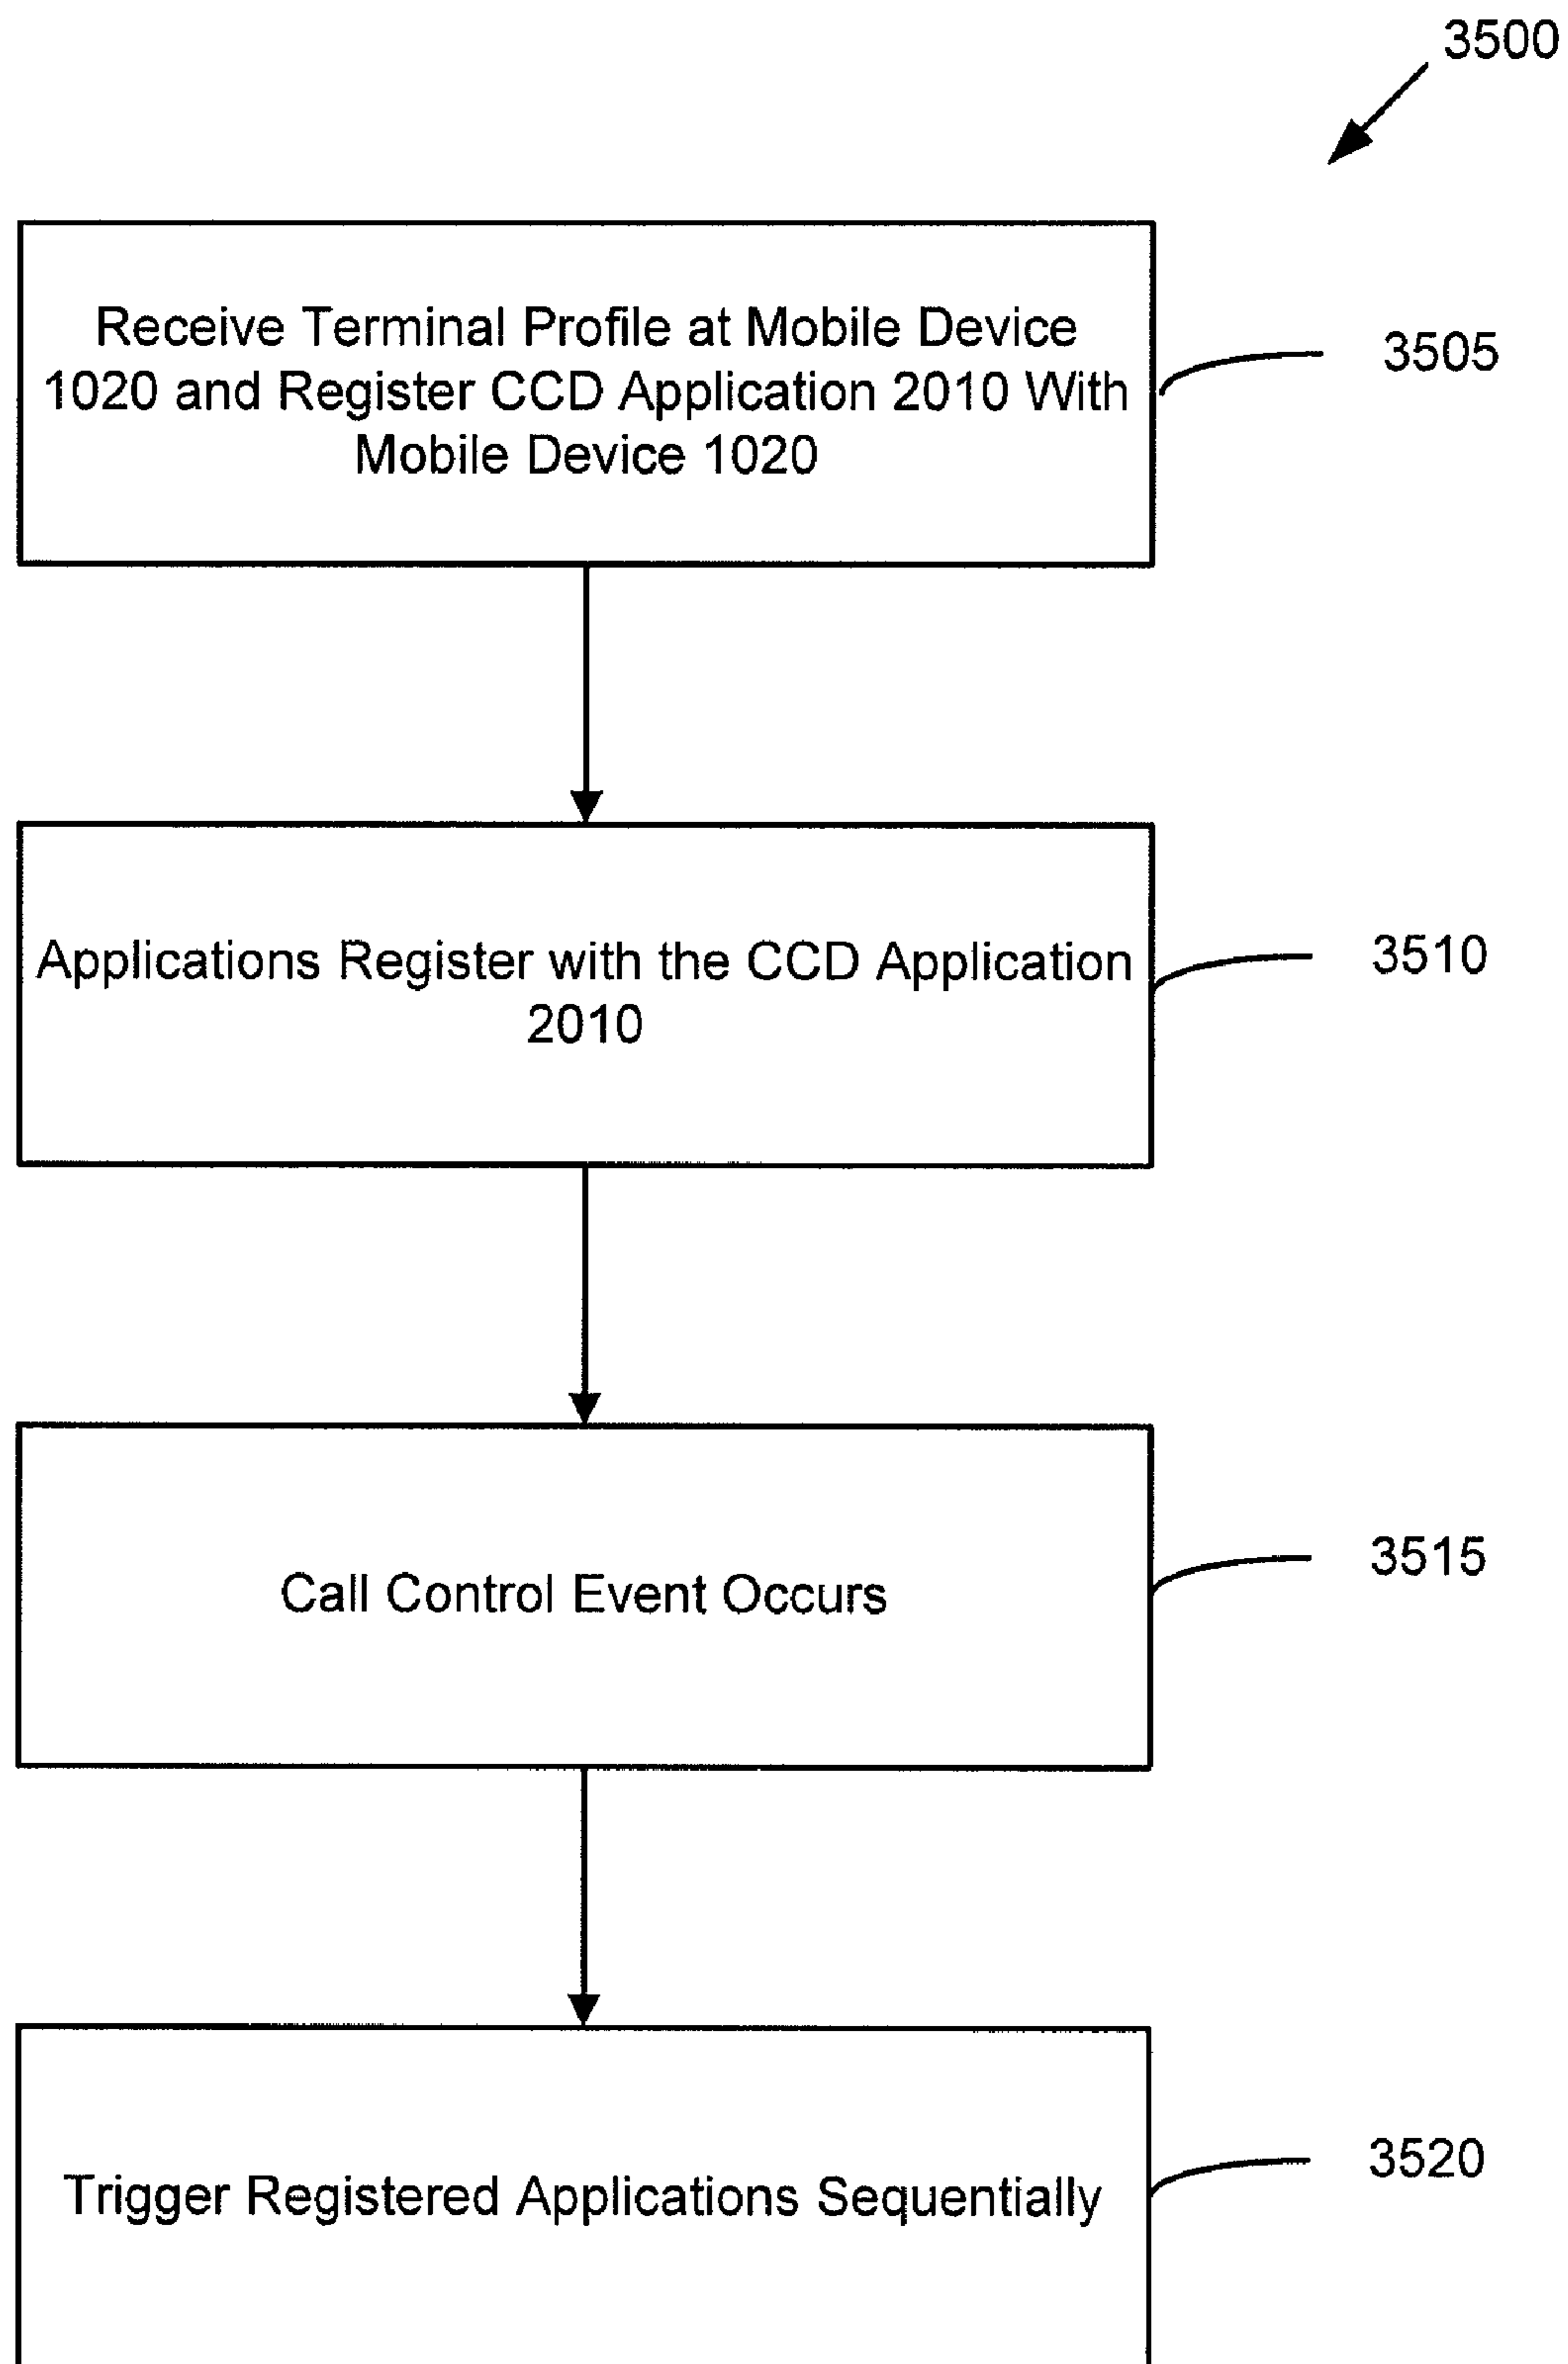 3500
Receive Terminal Profile at Mobile Device
1020 and Register CCD Application 2010 With
Mobile Device 1020
3505
Applications Register with the CCD Application
2010
3510
Call Control Event Occurs
3515
Trigger Registered Applications Sequentially
3520